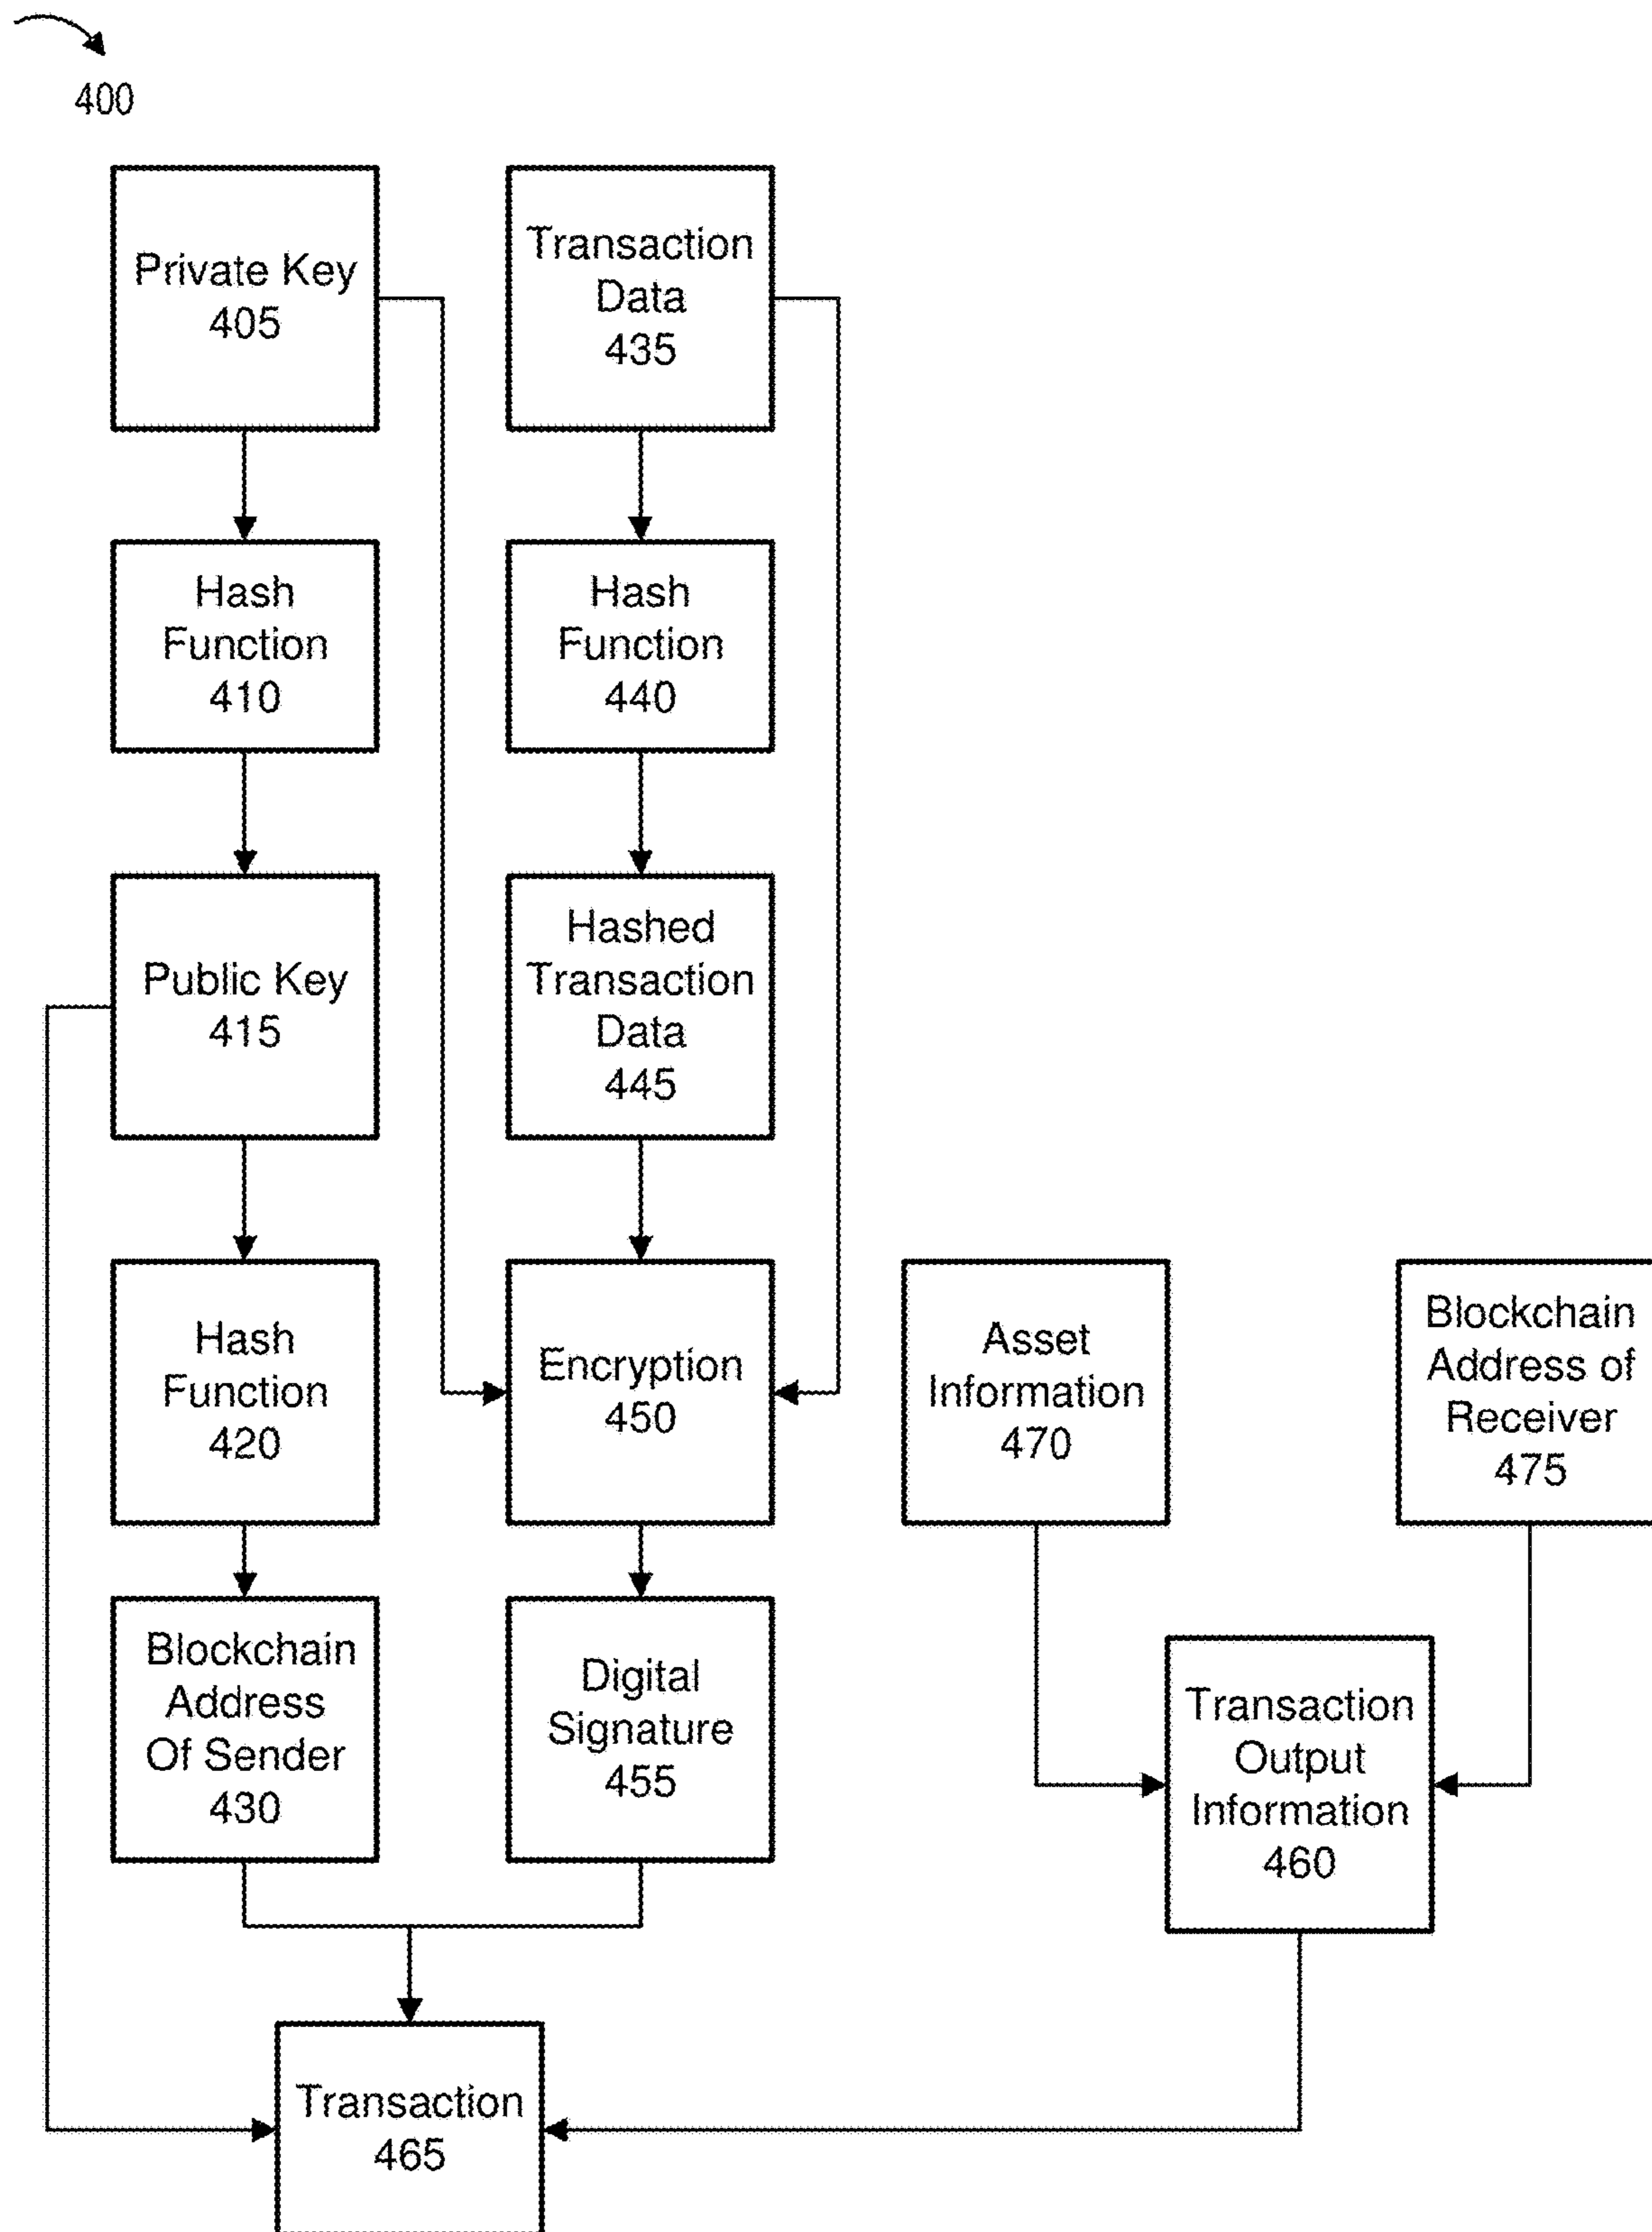 400
Private Key
405
Transaction
Data
435
Hash
Function
410
Hash
Function
440
Public Key
415
Hashed
Transaction
Data
445
Hash
Function
420
Encryption
450
Asset
Information
470
Blockchain
Address of
Receiver
475
Blockchain
Address
Of Sender
430
Digital
Signature
455
Transaction
Output
Information
460
Transaction
465